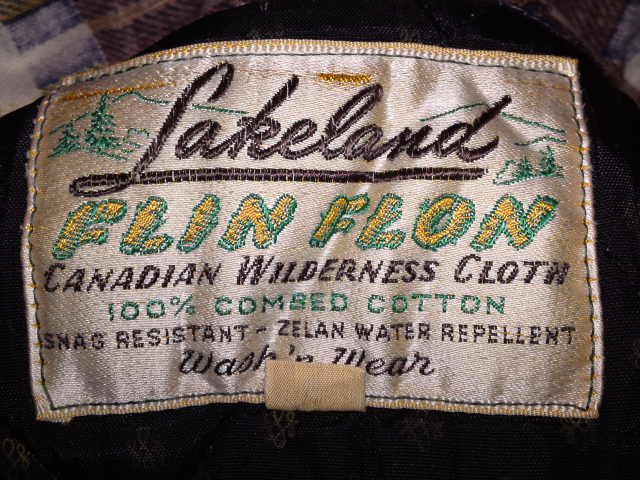 Lakeland
FLIN FLON
CANADIAN WILDERNESS CLOTH
100% COMBED COTTON
SNAG RESISTANT - ZELAN WATER REPELLENT
Wash'n Wear